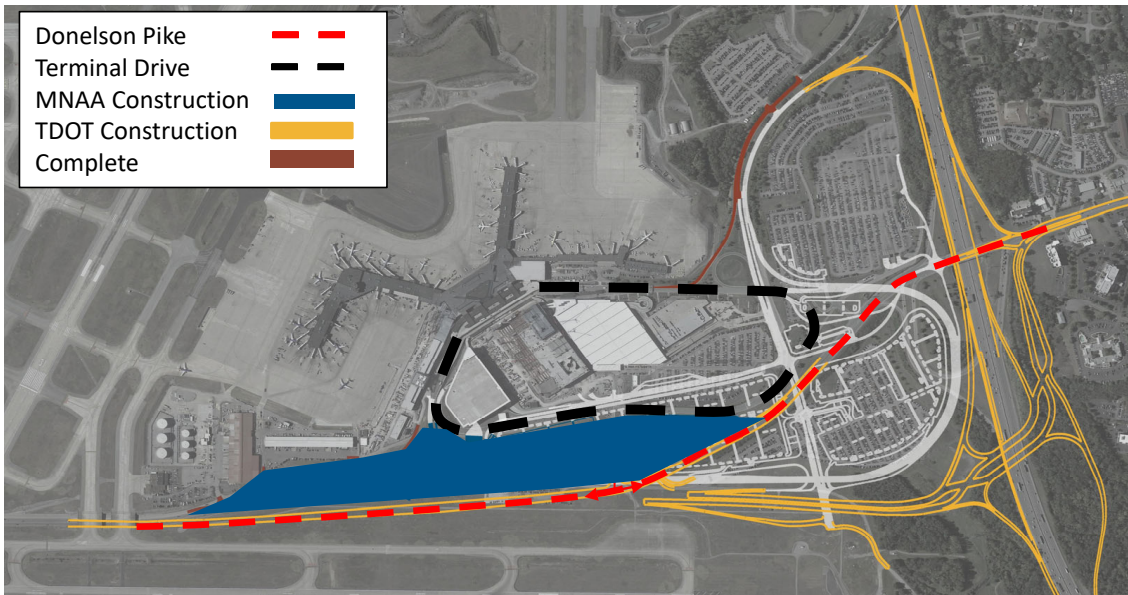 Donelson Pike
Terminal Drive
MNAA Construction
TDOT Construction
Complete